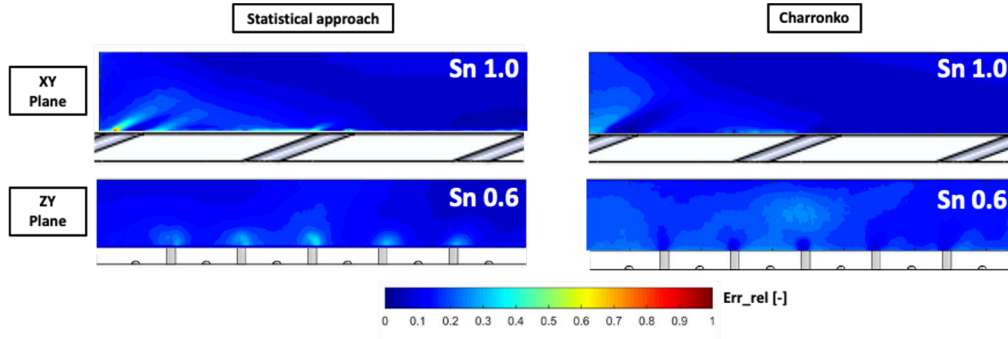 Statistical approach
Charronko
XY
Plane
Sn 1.0
Sn 1.0
ZY
Plane
Sn 0.6
Sn 0.6
Err_rel [-]
0 0.1 0.2 0.3 0.4 0.5 0.6 0.7 0.8 0.9 1